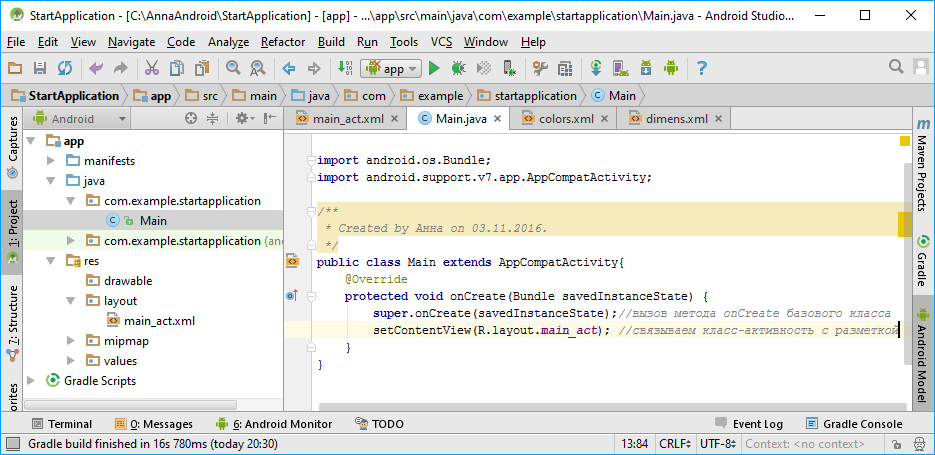 StartApplication - [C:\AnnaAndroid\StartApplication] - [app] - ...\app\src\main\java\com\example\startapplication\Main.java - Android Studio...
File Edit View Navigate Code Analyze Refactor Build Run Tools VCS Window Help
app
StartApplication app src main java com example startapplication Main
Android
main_act.xml Main.java colors.xml dimens.xml
Captures
1: Project
7: Structure
app
manifests
java
com.example.startapplication
Main
com.example.startapplication (and
res
drawable
layout
main_act.xml
mipmap
values
Gradle Scripts
import android.os.Bundle;
import android.support.v7.app.AppCompatActivity;
/**
* Created by Анна on 03.11.2016.
*/
public class Main extends AppCompatActivity{
@Override
protected void onCreate(Bundle savedInstanceState) {
super.onCreate(savedInstanceState);//вызов метода onCreate базового класса
setContentView(R.layout.main_act); //связываем класс-активность с разметкой
}
}
Maven Projects
Gradle
Android Model
Terminal 0: Messages 6: Android Monitor TODO Event Log Gradle Console
Gradle build finished in 16s 780ms (today 20:30) 13:84 CRLF UTF-8 Context: <no context>